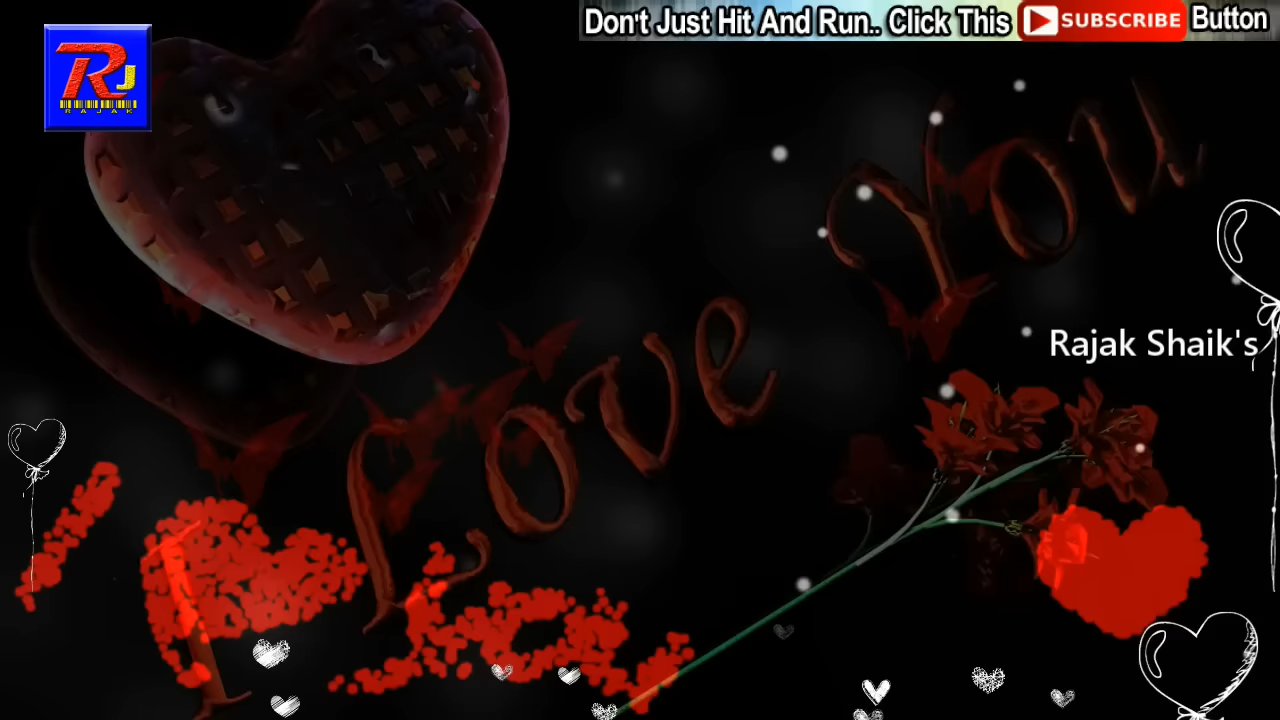 Don't Just Hit And Run.. Click This SUBSCRIBE Button
RJ
RAJAK
I Love You
Rajak Shaik's